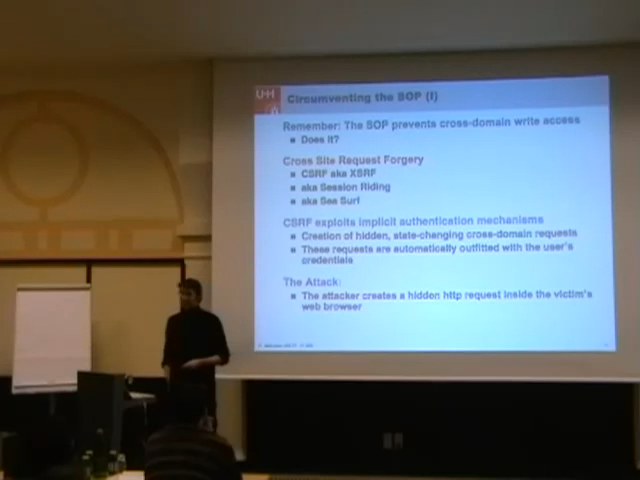 U+H
Circumventing the SOP (I)
Remember: The SOP prevents cross-domain write access
Does it?
Cross Site Request Forgery
CSRF aka XSRF
aka Session Riding
aka Sea Surf
CSRF exploits implicit authentication mechanisms
Creation of hidden, state-changing cross-domain requests
These requests are automatically outfitted with the user's
credentials
The Attack:
The attacker creates a hidden http request inside the victim's
web browser